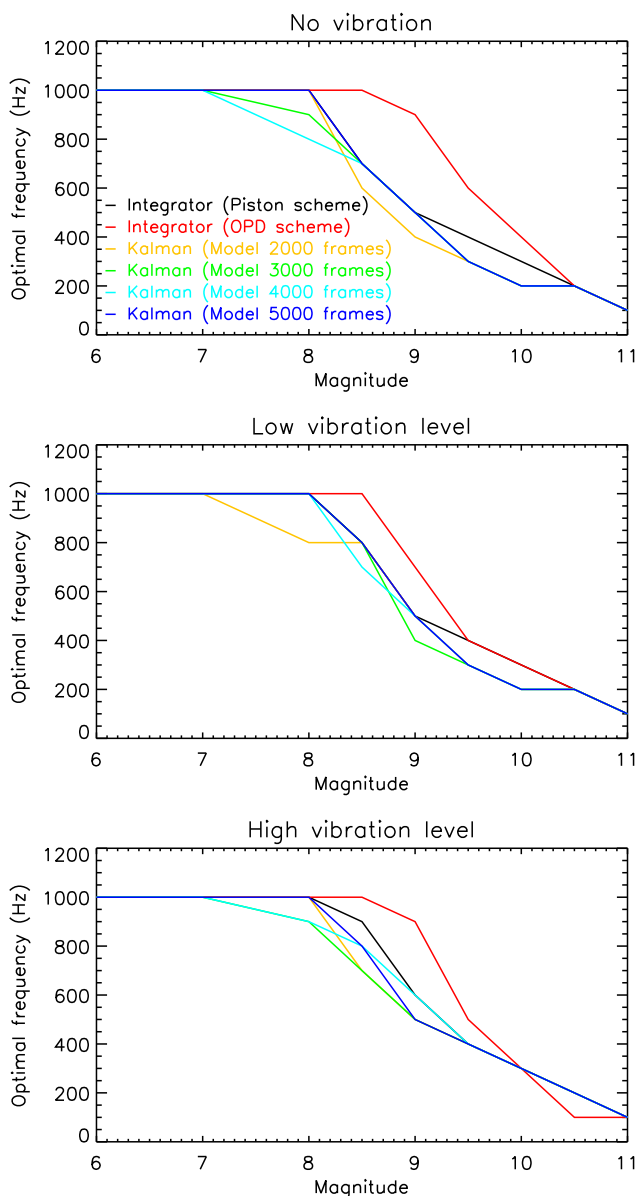 No vibration
1200
1000
800
600
400
200
0
Optimal frequency (Hz)
Integrator (Piston scheme)
Integrator (OPD scheme)
Kalman (Model 2000 frames)
Kalman (Model 3000 frames)
Kalman (Model 4000 frames)
Kalman (Model 5000 frames)
6 7 8 9 10 11
Magnitude
Low vibration level
1200
1000
800
600
400
200
0
Optimal frequency (Hz)
6 7 8 9 10 11
Magnitude
High vibration level
1200
1000
800
600
400
200
0
Optimal frequency (Hz)
6 7 8 9 10 11
Magnitude